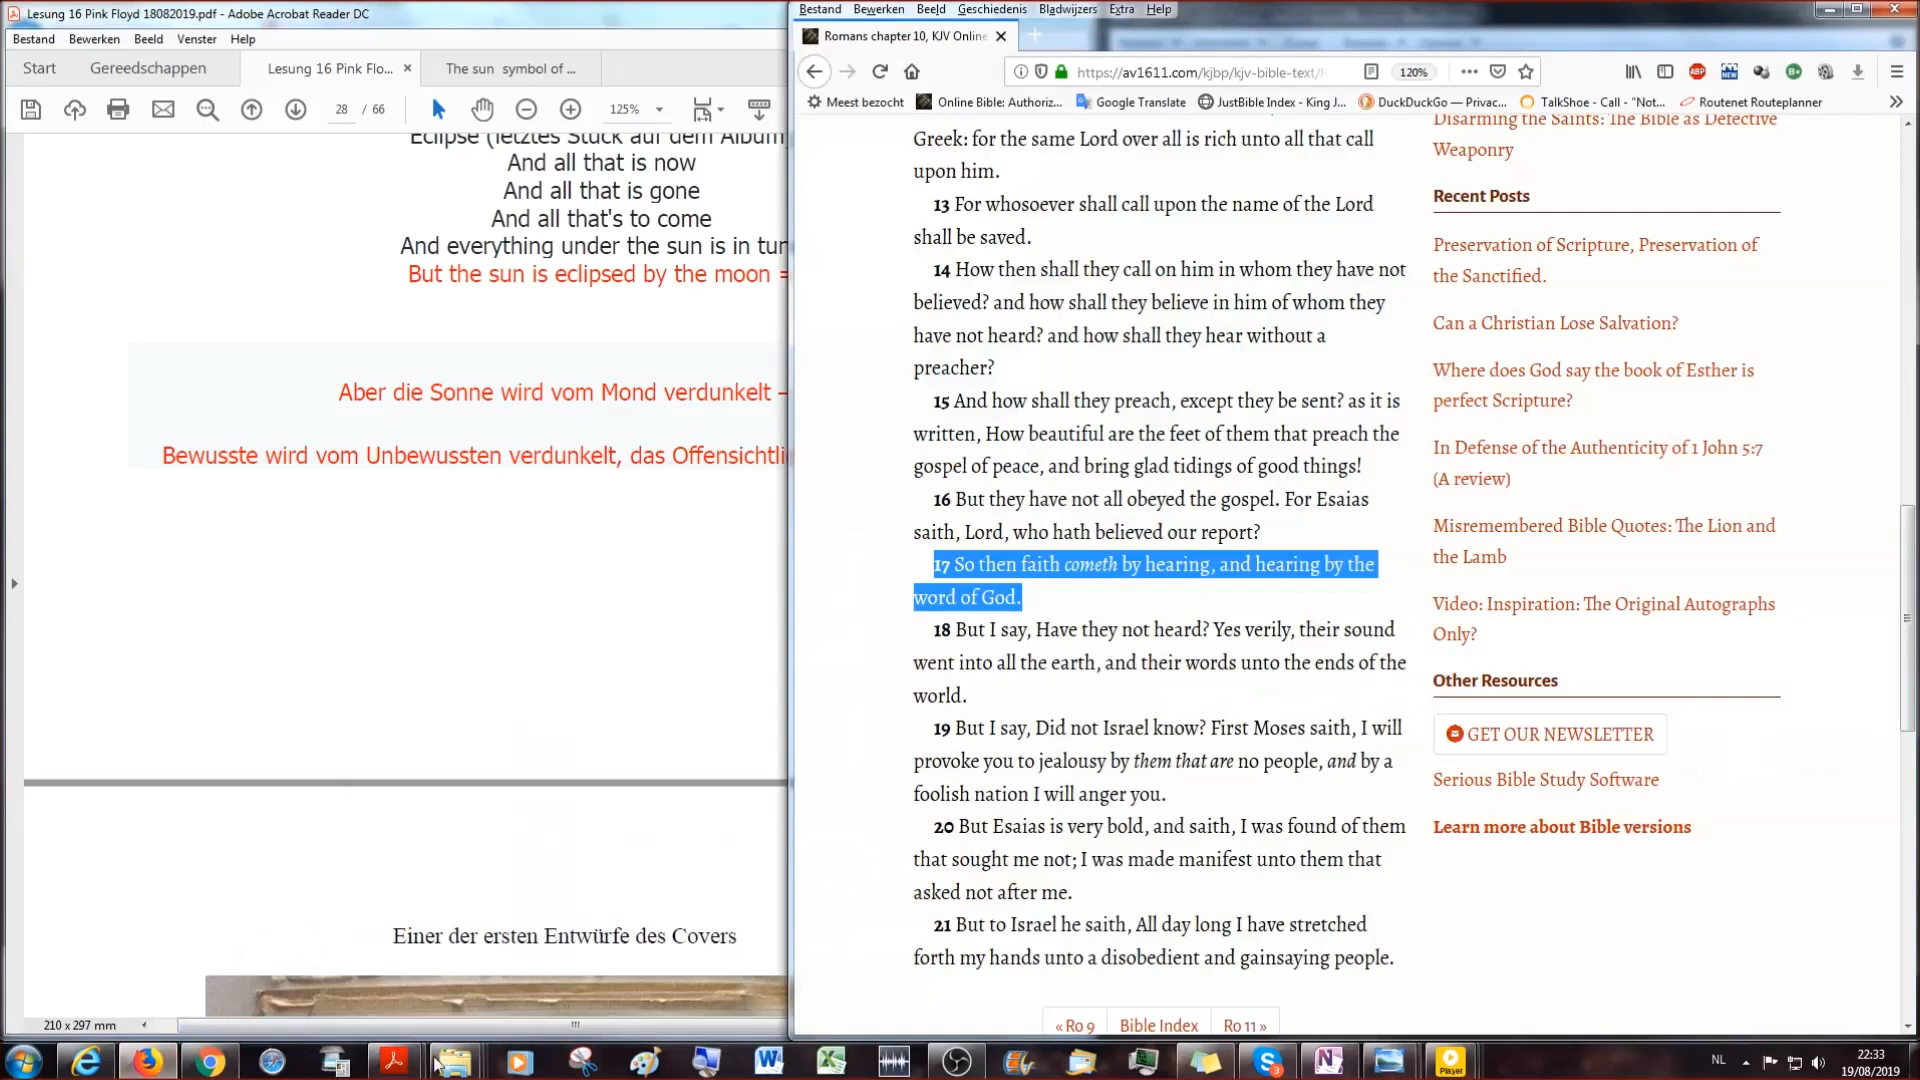 Lesung 16 Pink Floyd 18082019.pdf - Adobe Acrobat Reader DC
Bestand Bewerken Beeld Venster Help
Start Gereedschappen Lesung 16 Pink Flo... × The sun symbol of ...
28 / 66 125%
Eclipse (letztes Stück auf dem Album)
And all that is now
And all that is gone
And all that's to come
And everything under the sun is in tun
But the sun is eclipsed by the moon =
Aber die Sonne wird vom Mond verdunkelt –
Bewusste wird vom Unbewussten verdunkelt, das Offensichtli
Einer der ersten Entwürfe des Covers
210 x 297 mm
Bestand Bewerken Beeld Geschiedenis Bladwijzers Extra Help
Romans chapter 10, KJV Online ×
https://av1611.com/kjbp/kjv-bible-text/ 120%
Meest bezocht Online Bible: Authoriz... Google Translate JustBible Index - King J... DuckDuckGo — Privac... TalkShoe - Call - "Not... Routenet Routeplanner
Greek: for the same Lord over all is rich unto all that call
upon him.
13 For whosoever shall call upon the name of the Lord
shall be saved.
14 How then shall they call on him in whom they have not
believed? and how shall they believe in him of whom they
have not heard? and how shall they hear without a
preacher?
15 And how shall they preach, except they be sent? as it is
written, How beautiful are the feet of them that preach the
gospel of peace, and bring glad tidings of good things!
16 But they have not all obeyed the gospel. For Esaias
saith, Lord, who hath believed our report?
17 So then faith cometh by hearing, and hearing by the
word of God.
18 But I say, Have they not heard? Yes verily, their sound
went into all the earth, and their words unto the ends of the
world.
19 But I say, Did not Israel know? First Moses saith, I will
provoke you to jealousy by them that are no people, and by a
foolish nation I will anger you.
20 But Esaias is very bold, and saith, I was found of them
that sought me not; I was made manifest unto them that
asked not after me.
21 But to Israel he saith, All day long I have stretched
forth my hands unto a disobedient and gainsaying people.
« Ro 9 Bible Index Ro 11 »
Disarming the Saints: The Bible as Defective
Weaponry
Recent Posts
Preservation of Scripture, Preservation of
the Sanctified.
Can a Christian Lose Salvation?
Where does God say the book of Esther is
perfect Scripture?
In Defense of the Authenticity of 1 John 5:7
(A review)
Misremembered Bible Quotes: The Lion and
the Lamb
Video: Inspiration: The Original Autographs
Only?
Other Resources
GET OUR NEWSLETTER
Serious Bible Study Software
Learn more about Bible versions
NL 22:33
19/08/2019